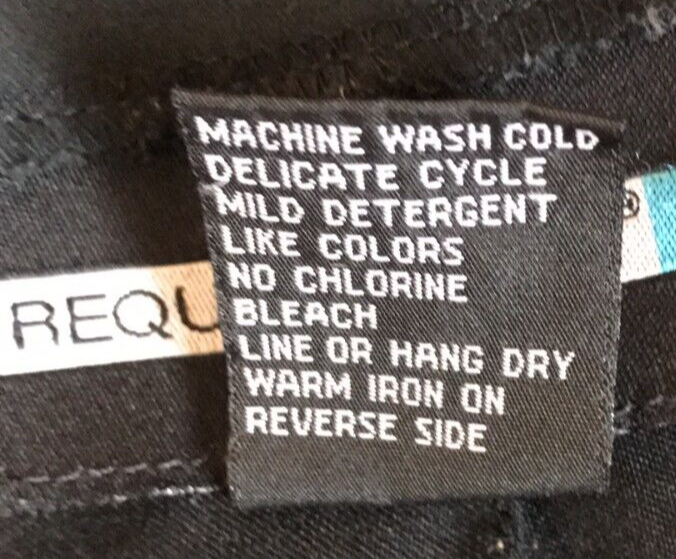 MACHINE WASH COLD
DELICATE CYCLE
MILD DETERGENT
LIKE COLORS
NO CHLORINE
BLEACH
LINE OR HANG DRY
WARM IRON ON
REVERSE SIDE
REQU
®